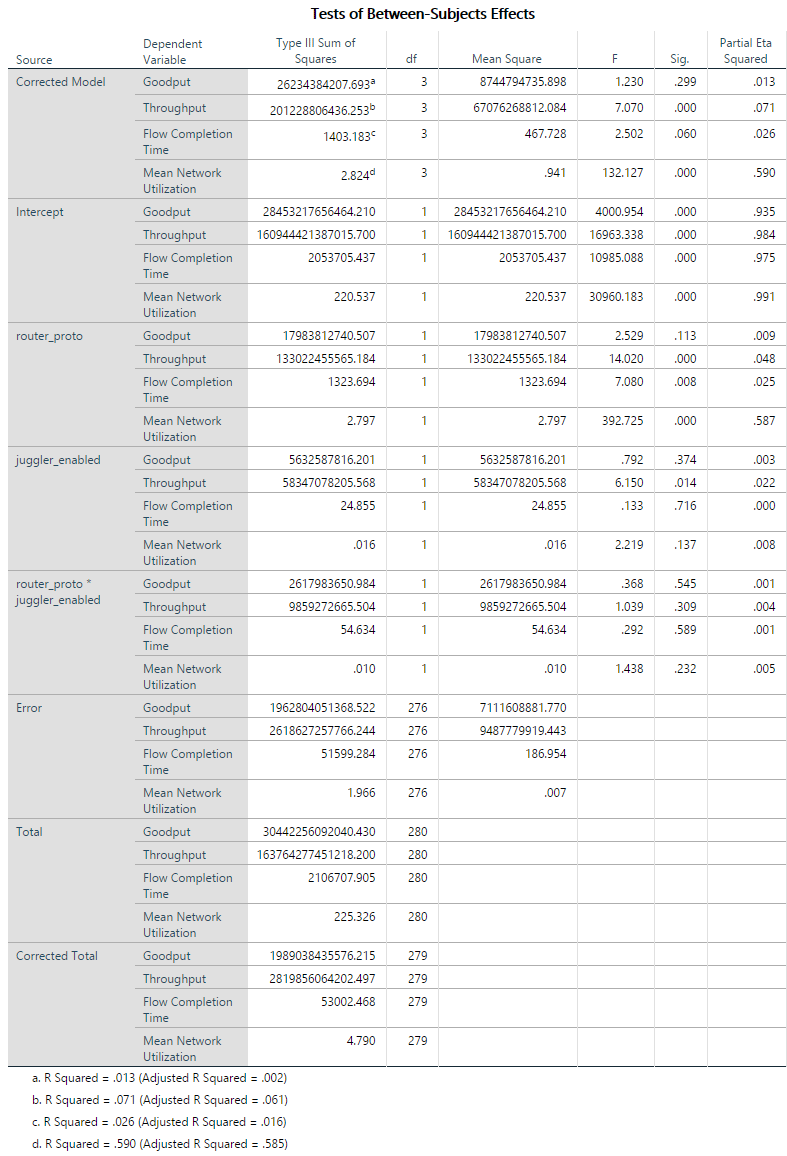 Tests of Between-Subjects Effects
Source Dependent Variable Type III Sum of Squares df Mean Square F Sig. Partial Eta Squared
Corrected Model Goodput 26234384207.693a 3 8744794735.898 1.230 .299 .013
Throughput 201228806436.253b 3 67076268812.084 7.070 .000 .071
Flow Completion Time 1403.183c 3 467.728 2.502 .060 .026
Mean Network Utilization 2.824d 3 .941 132.127 .000 .590
Intercept Goodput 28453217656464.210 1 28453217656464.210 4000.954 .000 .935
Throughput 160944421387015.700 1 160944421387015.700 16963.338 .000 .984
Flow Completion Time 2053705.437 1 2053705.437 10985.088 .000 .975
Mean Network Utilization 220.537 1 220.537 30960.183 .000 .991
router_proto Goodput 17983812740.507 1 17983812740.507 2.529 .113 .009
Throughput 133022455565.184 1 133022455565.184 14.020 .000 .048
Flow Completion Time 1323.694 1 1323.694 7.080 .008 .025
Mean Network Utilization 2.797 1 2.797 392.725 .000 .587
juggler_enabled Goodput 5632587816.201 1 5632587816.201 .792 .374 .003
Throughput 58347078205.568 1 58347078205.568 6.150 .014 .022
Flow Completion Time 24.855 1 24.855 .133 .716 .000
Mean Network Utilization .016 1 .016 2.219 .137 .008
router_proto * juggler_enabled Goodput 2617983650.984 1 2617983650.984 .368 .545 .001
Throughput 9859272665.504 1 9859272665.504 1.039 .309 .004
Flow Completion Time 54.634 1 54.634 .292 .589 .001
Mean Network Utilization .010 1 .010 1.438 .232 .005
Error Goodput 1962804051368.522 276 7111608881.770
Throughput 2618627257766.244 276 9487779919.443
Flow Completion Time 51599.284 276 186.954
Mean Network Utilization 1.966 276 .007
Total Goodput 30442256092040.430 280
Throughput 163764277451218.200 280
Flow Completion Time 2106707.905 280
Mean Network Utilization 225.326 280
Corrected Total Goodput 1989038435576.215 279
Throughput 2819856064202.497 279
Flow Completion Time 53002.468 279
Mean Network Utilization 4.790 279
a. R Squared = .013 (Adjusted R Squared = .002)
b. R Squared = .071 (Adjusted R Squared = .061)
c. R Squared = .026 (Adjusted R Squared = .016)
d. R Squared = .590 (Adjusted R Squared = .585)